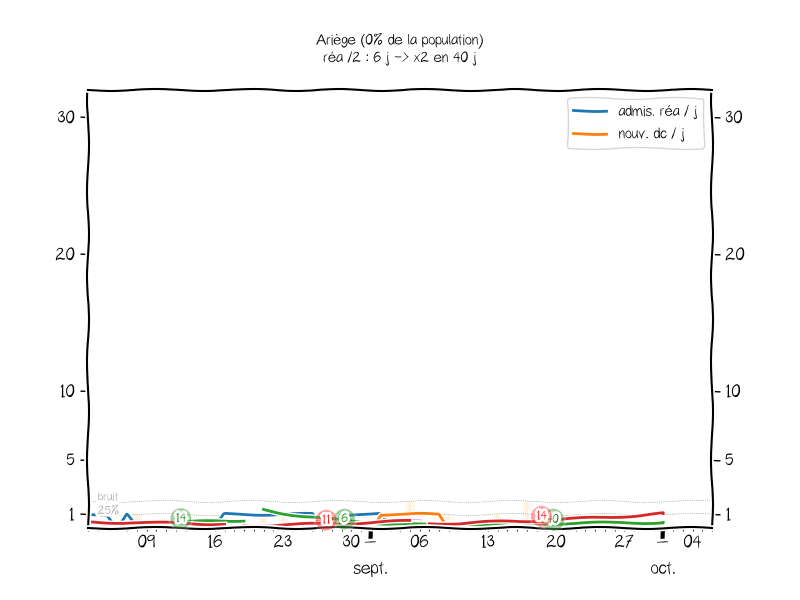 Ariège (0% de la population)
réa /2 : 6 j -> x2 en 40 j
admis. réa / j
nouv. dc / j
30 30
20 20
10 10
5 5
bruit
25%
1 1
14 11 6 14
09 16 23 30 06 13 20 27 04
sept. oct.